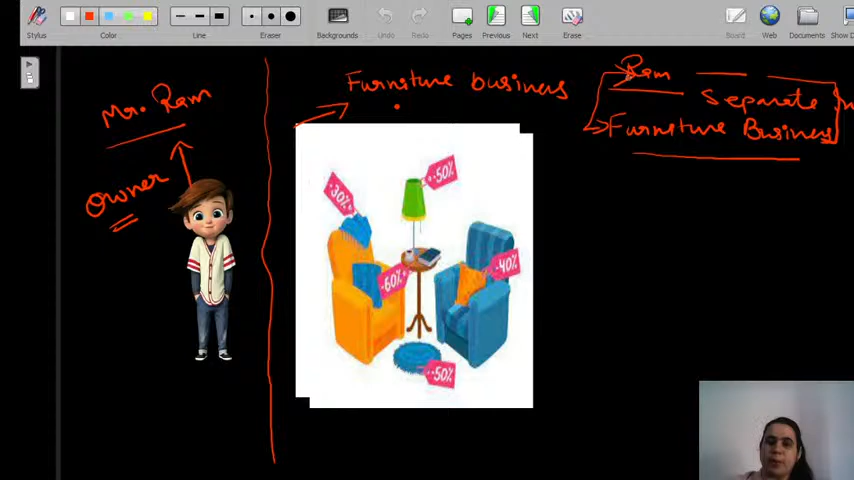 Stylus
Color
Line
Eraser
Backgrounds
Undo
Redo
Pages
Previous
Next
Erase
Board
Web
Documents
Show D
Mr. Ram
Owner
Furniture business
Ram
Separate
Furniture Business
-30%
-50%
-60%
-40%
-50%